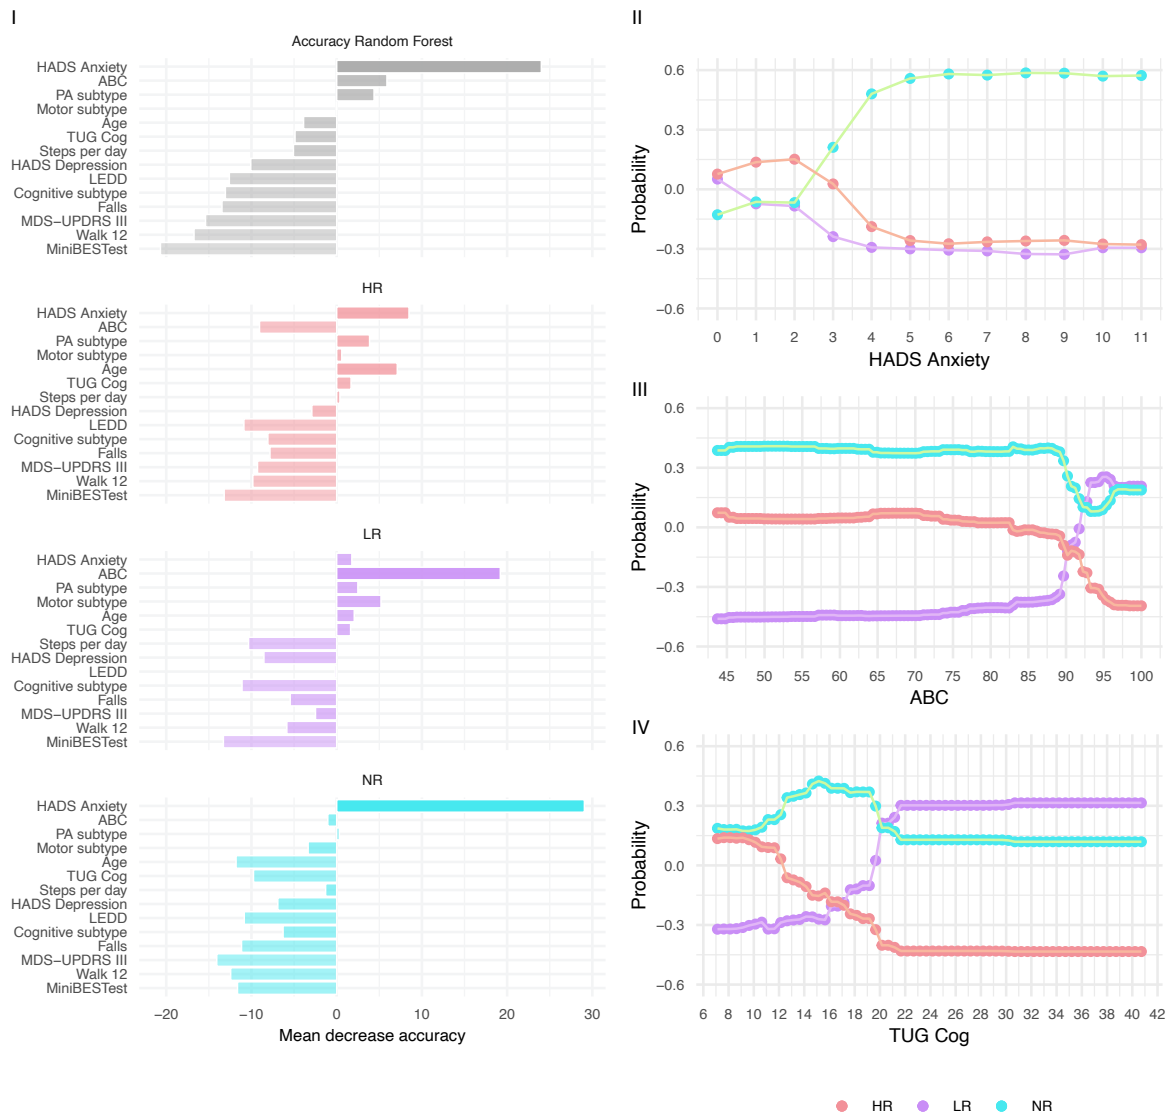 I
Accuracy Random Forest
HADS Anxiety
ABC
PA subtype
Motor subtype
Age
TUG Cog
Steps per day
HADS Depression
LEDD
Cognitive subtype
Falls
MDS−UPDRS III
Walk 12
MiniBESTest
HR
HADS Anxiety
ABC
PA subtype
Motor subtype
Age
TUG Cog
Steps per day
HADS Depression
LEDD
Cognitive subtype
Falls
MDS−UPDRS III
Walk 12
MiniBESTest
LR
HADS Anxiety
ABC
PA subtype
Motor subtype
Age
TUG Cog
Steps per day
HADS Depression
LEDD
Cognitive subtype
Falls
MDS−UPDRS III
Walk 12
MiniBESTest
NR
HADS Anxiety
ABC
PA subtype
Motor subtype
Age
TUG Cog
Steps per day
HADS Depression
LEDD
Cognitive subtype
Falls
MDS−UPDRS III
Walk 12
MiniBESTest
−20 −10 0 10 20 30
Mean decrease accuracy
II
Probability
0.6
0.3
0.0
−0.3
−0.6
0 1 2 3 4 5 6 7 8 9 10 11
HADS Anxiety
III
Probability
0.6
0.3
0.0
−0.3
−0.6
45 50 55 60 65 70 75 80 85 90 95 100
ABC
IV
Probability
0.6
0.3
0.0
−0.3
−0.6
6 8 10 12 14 16 18 20 22 24 26 28 30 32 34 36 38 40 42
TUG Cog
HR LR NR